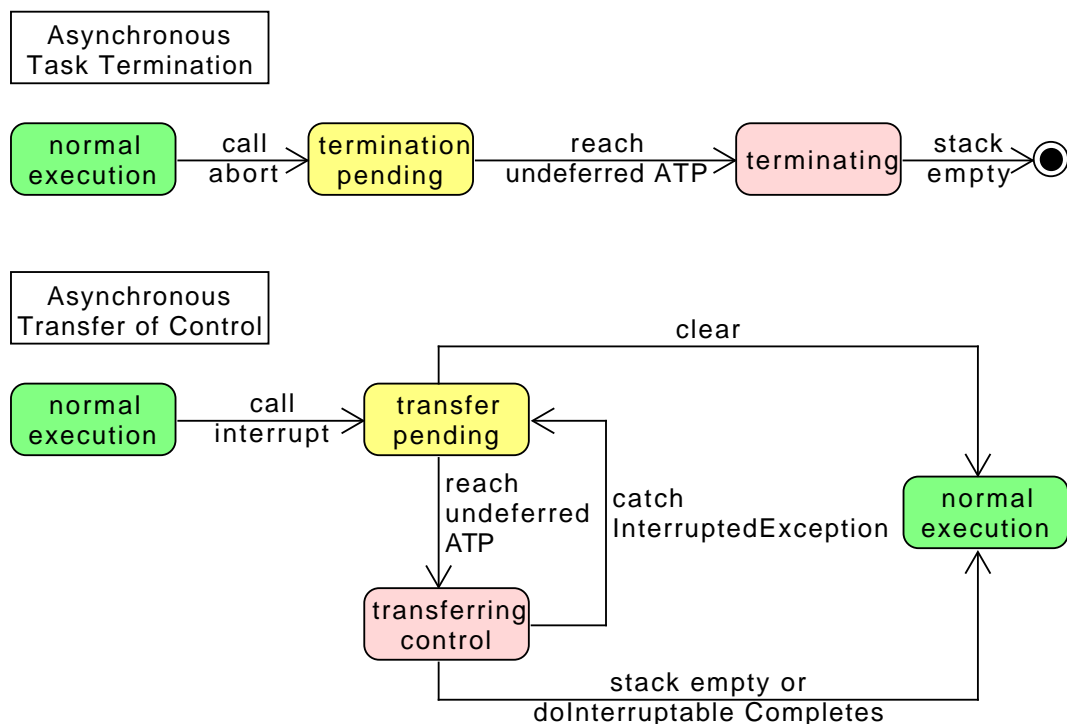 Asynchronous
Task Termination
normal
execution
call
abort
termination
pending
reach
undeferred ATP
terminating
stack
empty
Asynchronous
Transfer of Control
clear
normal
execution
call
interrupt
transfer
pending
reach
undeferred
ATP
catch
InterruptedException
normal
execution
transferring
control
stack empty or
doInterruptable Completes